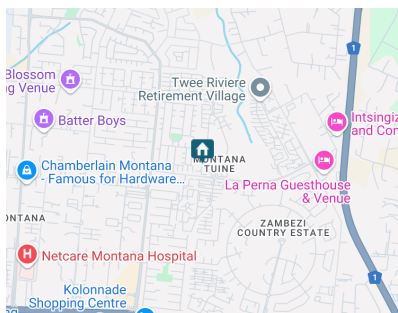 1
Blossom
ng Venue
Twee Riviere
Retirement Village
Batter Boys
Intsingiz
and Con
MONTANA
TUINE
Chamberlain Montana
- Famous for Hardware...
La Perna Guesthouse
& Venue
ONTANA
ZAMBEZI
COUNTRY ESTATE
H
Netcare Montana Hospital
1
Kolonnade
Shopping Centre